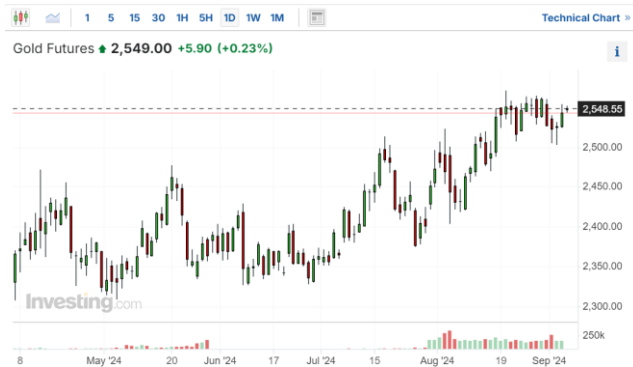 1 5 15 30 1H 5H 1D 1W 1M Technical Chart »
Gold Futures 2,549.00 +5.90 (+0.23%) i
2,548.55
2,500.00
2,450.00
2,400.00
2,350.00
2,300.00
Investing.com
250k
8 May '24 20 Jun '24 17 Jul '24 15 Aug '24 19 Sep '24